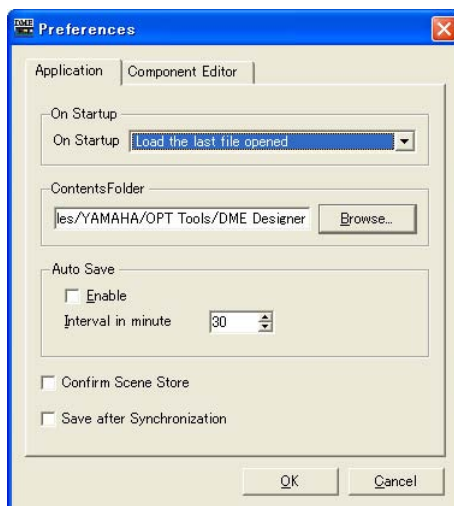 DME Preferences
Application Component Editor
On Startup
On Startup Load the last file opened
ContentsFolder
les/YAMAHA/OPT Tools/DME Designer Browse...
Auto Save
Enable
Interval in minute 30
Confirm Scene Store
Save after Synchronization
OK Cancel